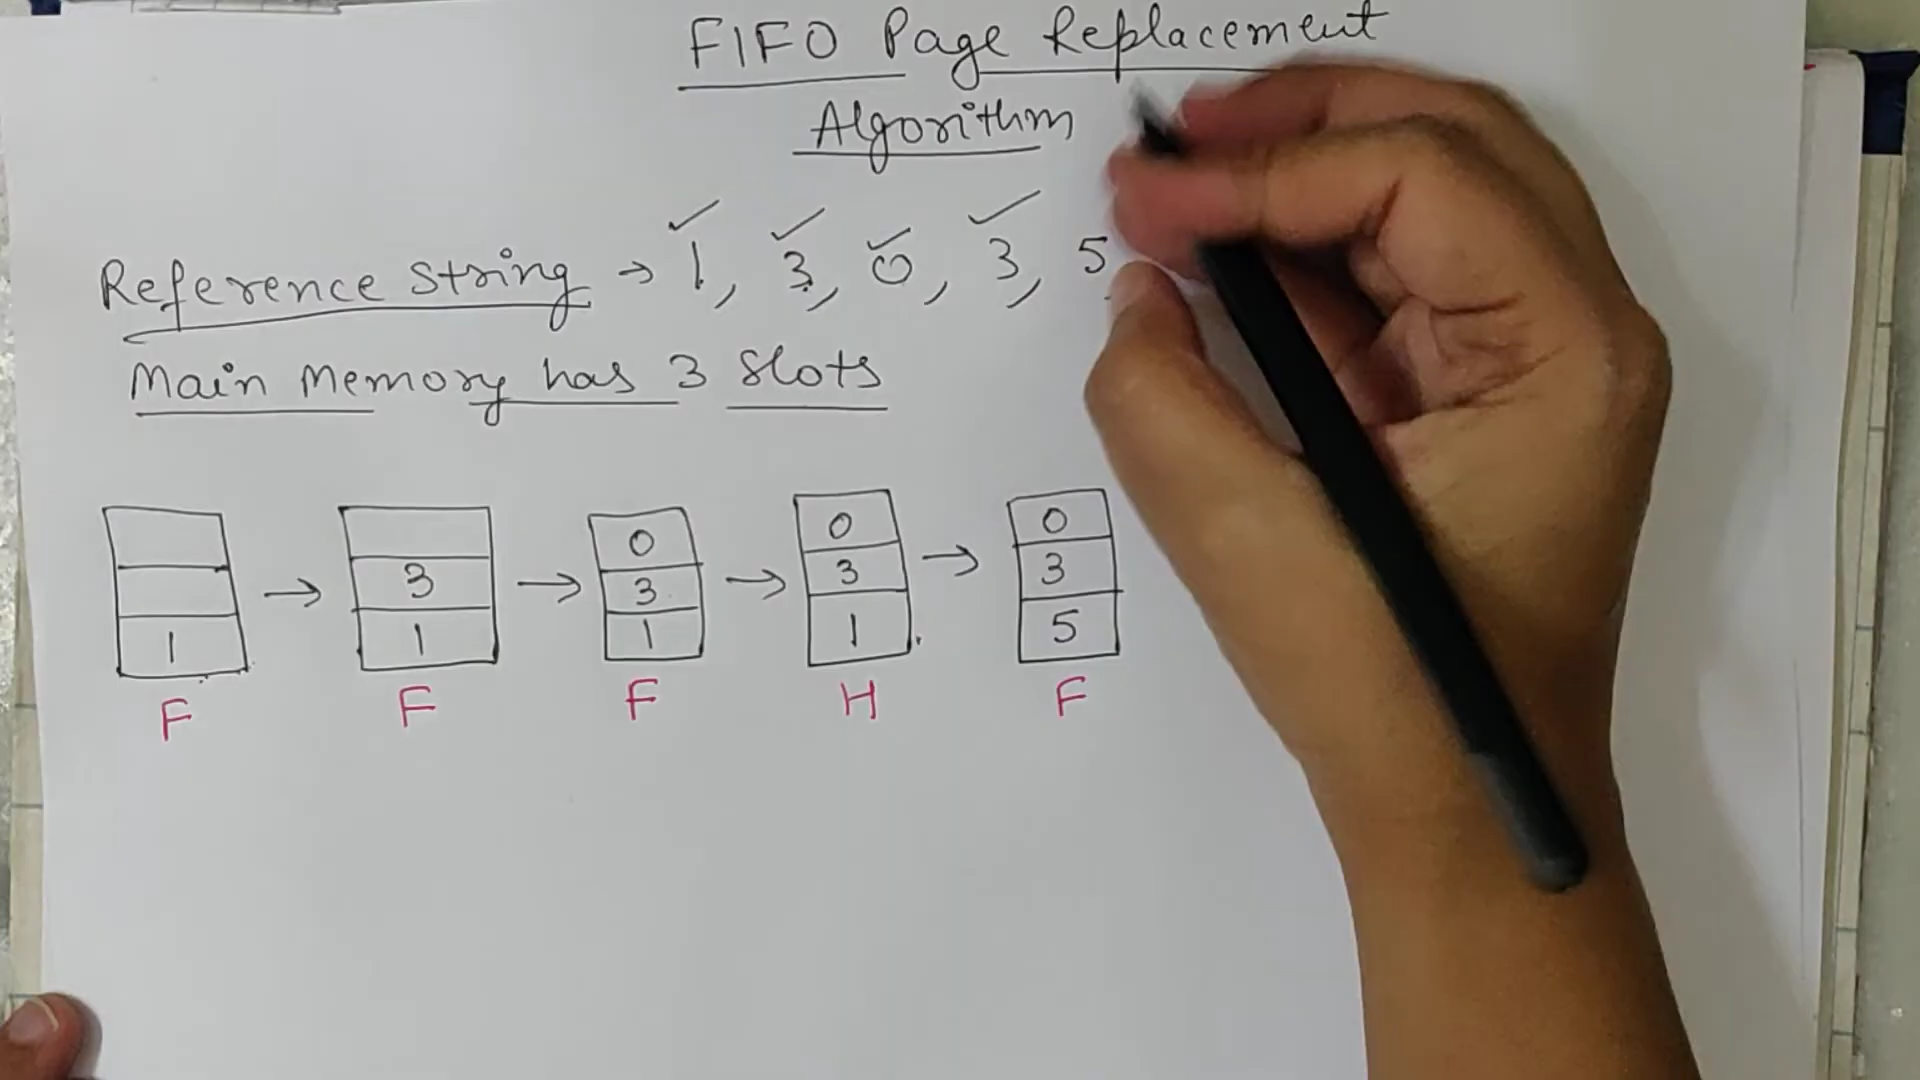 FIFO Page Replacement
Algorithm
Reference String → 1, 3, 0, 3, 5
Main Memory has 3 Slots
1 → 3 1 → 0 3 1 → 0 3 1 → 0 3 5
F F F H F